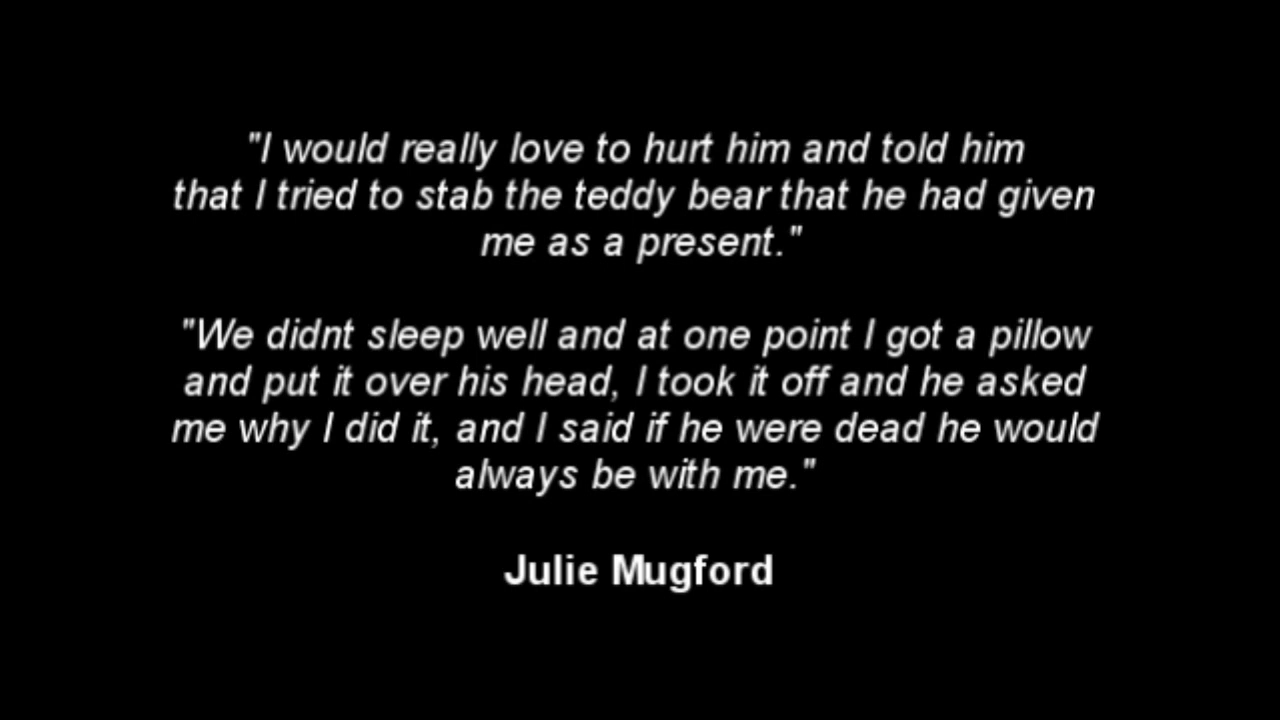 "I would really love to hurt him and told him
that I tried to stab the teddy bear that he had given
me as a present."
"We didnt sleep well and at one point I got a pillow
and put it over his head, I took it off and he asked
me why I did it, and I said if he were dead he would
always be with me."
Julie Mugford